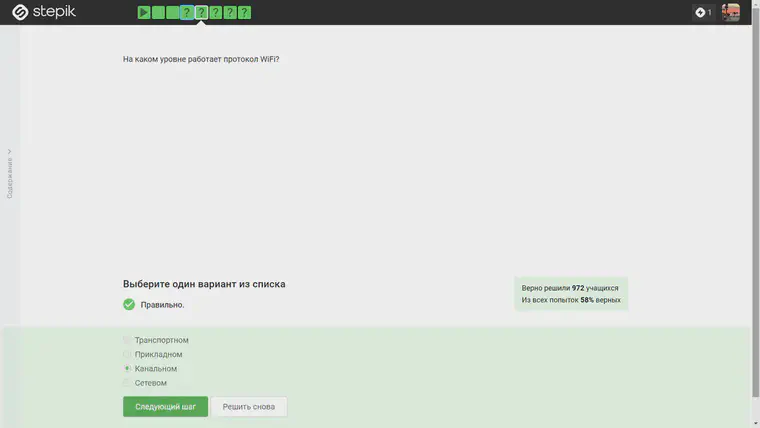 stepik
? ? ? ? ?
1
На каком уровне работает протокол WiFi?
Содержание
Выберите один вариант из списка
Правильно.
Верно решили 972 учащихся
Из всех попыток 58% верных
Транспортном
Прикладном
Канальном
Сетевом
Следующий шаг
Решить снова